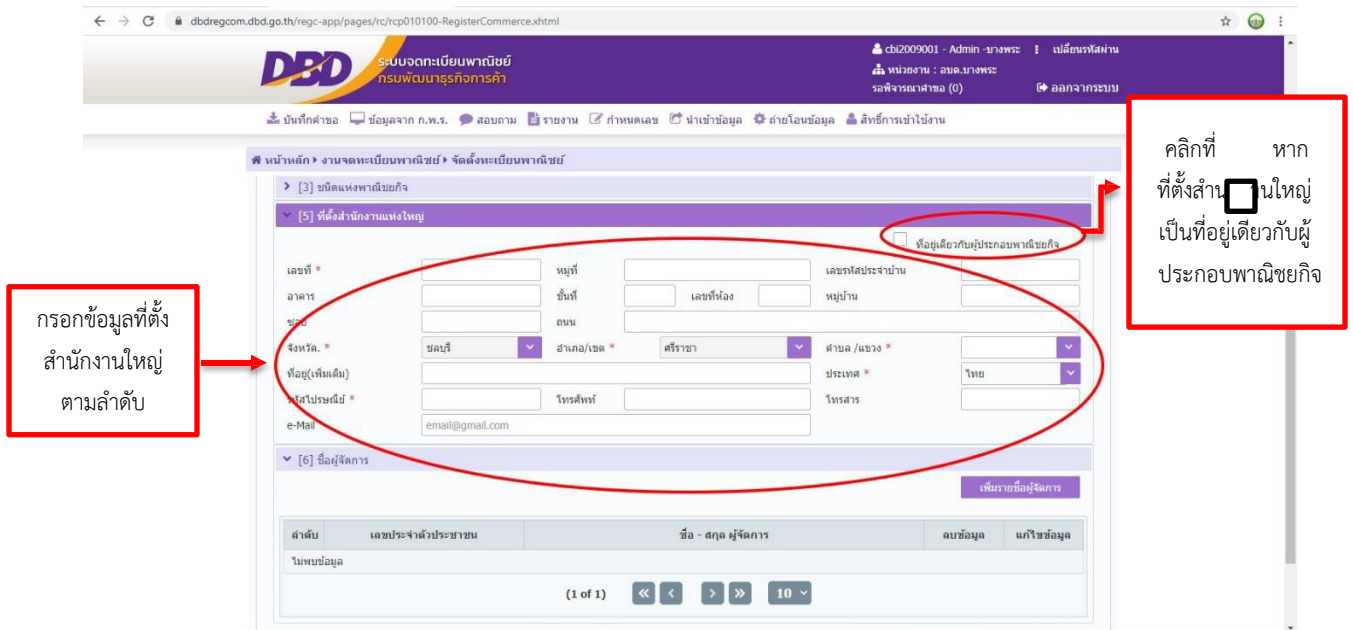 dbdregcom.dbd.go.th/regc-app/pages/rc/rcp010100-RegisterCommerce.xhtml
DBD
ระบบจดทะเบียนพาณิชย์
กรมพัฒนาธุรกิจการค้า
cbi2009001 - Admin -บางพระ เปลี่ยนรหัสผ่าน
หน่วยงาน : อบต.บางพระ
รอพิจารณาคำขอ (0) ออกจากระบบ
บันทึกคำขอ ข้อมูลจาก ก.พ.ร. สอบถาม รายงาน กำหนดเลข นำเข้าข้อมูล ถ่ายโอนข้อมูล สิทธิ์การเข้าใช้งาน
หน้าหลัก งานจดทะเบียนพาณิชย์ จัดตั้งทะเบียนพาณิชย์
[3] ชนิดแห่งพาณิชยกิจ
[5] ที่ตั้งสำนักงานแห่งใหญ่
ที่อยู่เดียวกับผู้ประกอบพาณิชยกิจ
เลขที่ * หมู่ที่ เลขรหัสประจำบ้าน
อาคาร ชั้นที่ เลขที่ห้อง หมู่บ้าน
ซอย ถนน
จังหวัด. * ชลบุรี อำเภอ/เขต * ศรีราชา ตำบล /แขวง *
ที่อยู่(เพิ่มเติม) ประเทศ * ไทย
รหัสไปรษณีย์ * โทรศัพท์ โทรสาร
e-Mail email@gmail.com
[6] ชื่อผู้จัดการ
เพิ่มรายชื่อผู้จัดการ
ลำดับ เลขประจำตัวประชาชน ชื่อ - สกุล ผู้จัดการ ลบข้อมูล แก้ไขข้อมูล
ไม่พบข้อมูล
(1 of 1) 10
กรอกข้อมูลที่ตั้ง
สำนักงานใหญ่
ตามลำดับ
คลิกที่ หาก
ที่ตั้งสำนักงานใหญ่
เป็นที่อยู่เดียวกับผู้
ประกอบพาณิชยกิจ